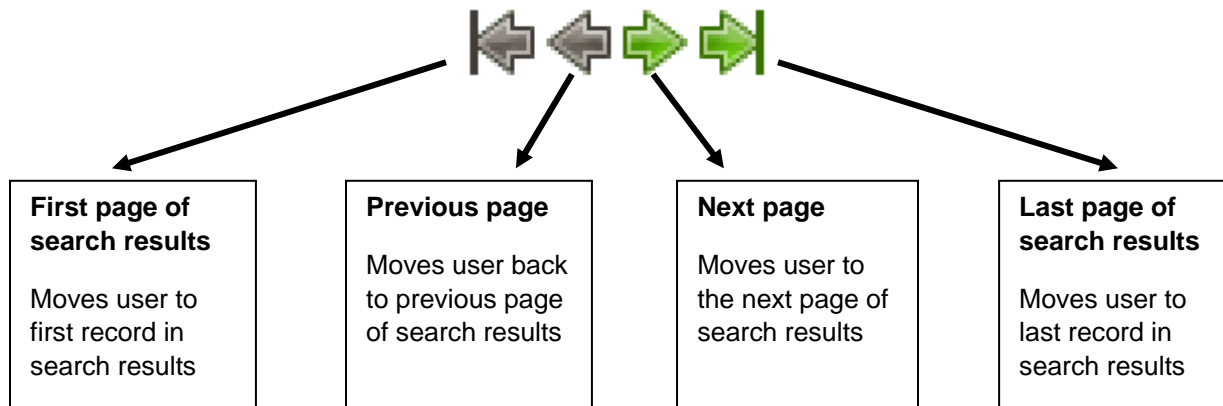 First page of
search results
Moves user to
first record in
search results
Previous page
Moves user back
to previous page
of search results
Next page
Moves user to
the next page of
search results
Last page of
search results
Moves user to
last record in
search results